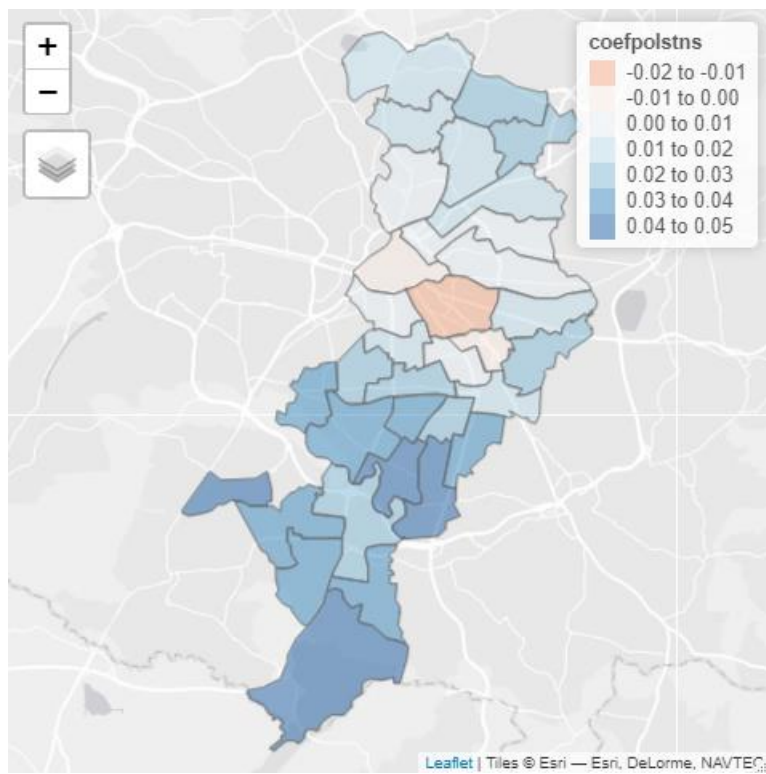 +
−
coefpolstns
-0.02 to -0.01
-0.01 to 0.00
0.00 to 0.01
0.01 to 0.02
0.02 to 0.03
0.03 to 0.04
0.04 to 0.05
Leaflet | Tiles © Esri — Esri, DeLorme, NAVTEQ